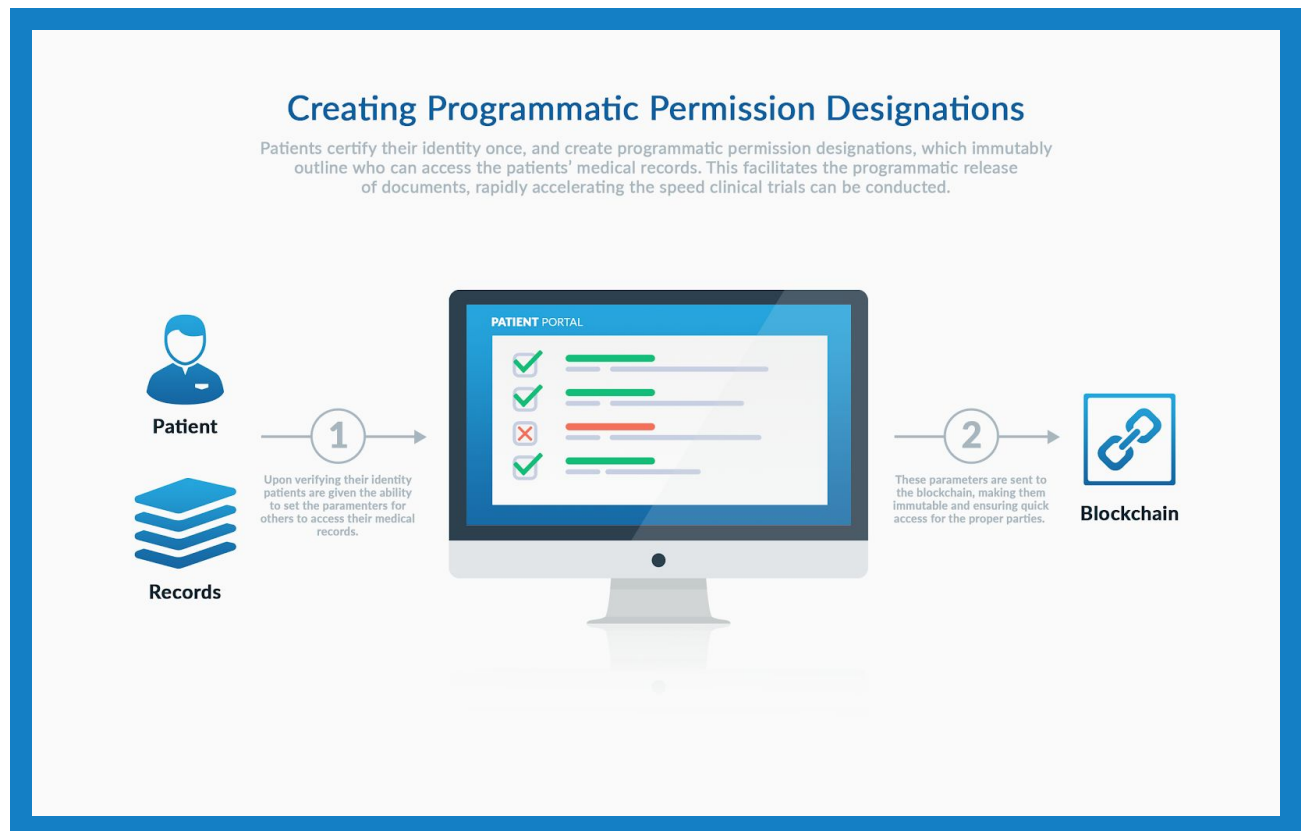 Creating Programmatic Permission Designations
Patients certify their identity once, and create programmatic permission designations, which immutably
outline who can access the patients' medical records. This facilitates the programmatic release
of documents, rapidly accelerating the speed clinical trials can be conducted.
PATIENT PORTAL
Patient
1
Upon verifying their identity
patients are given the ability
to set the paramenters for
others to access their medical
records.
Records
2
These parameters are sent to
the blockchain, making them
immutable and ensuring quick
access for the proper parties.
Blockchain